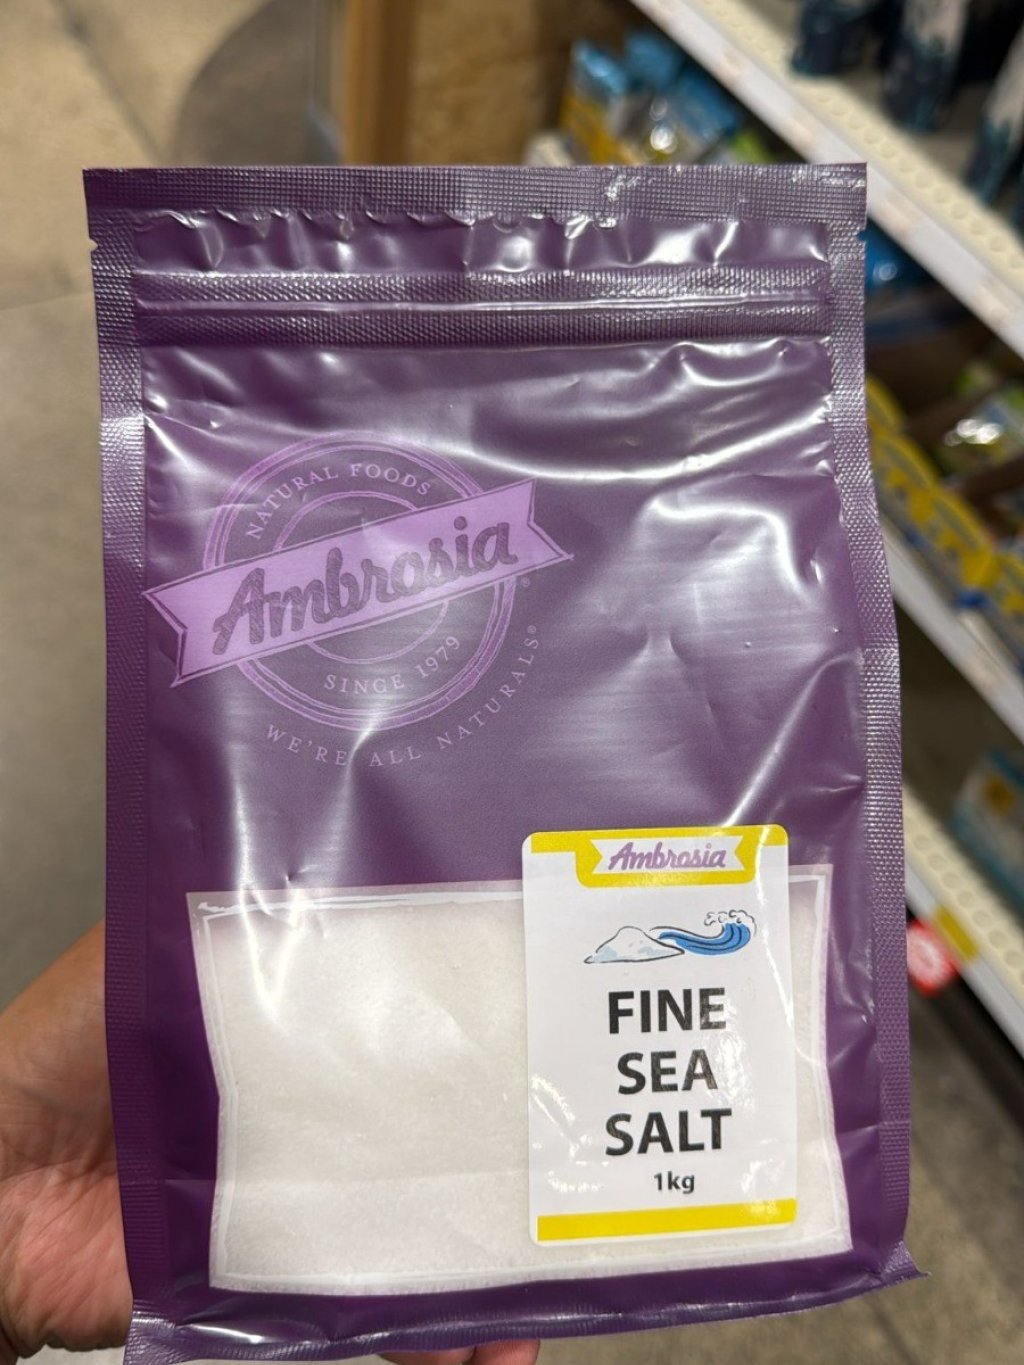 NATURAL FOODS
Ambrosia®
SINCE 1979
WE'RE ALL NATURALS®
Ambrosia
FINE
SEA
SALT
1kg